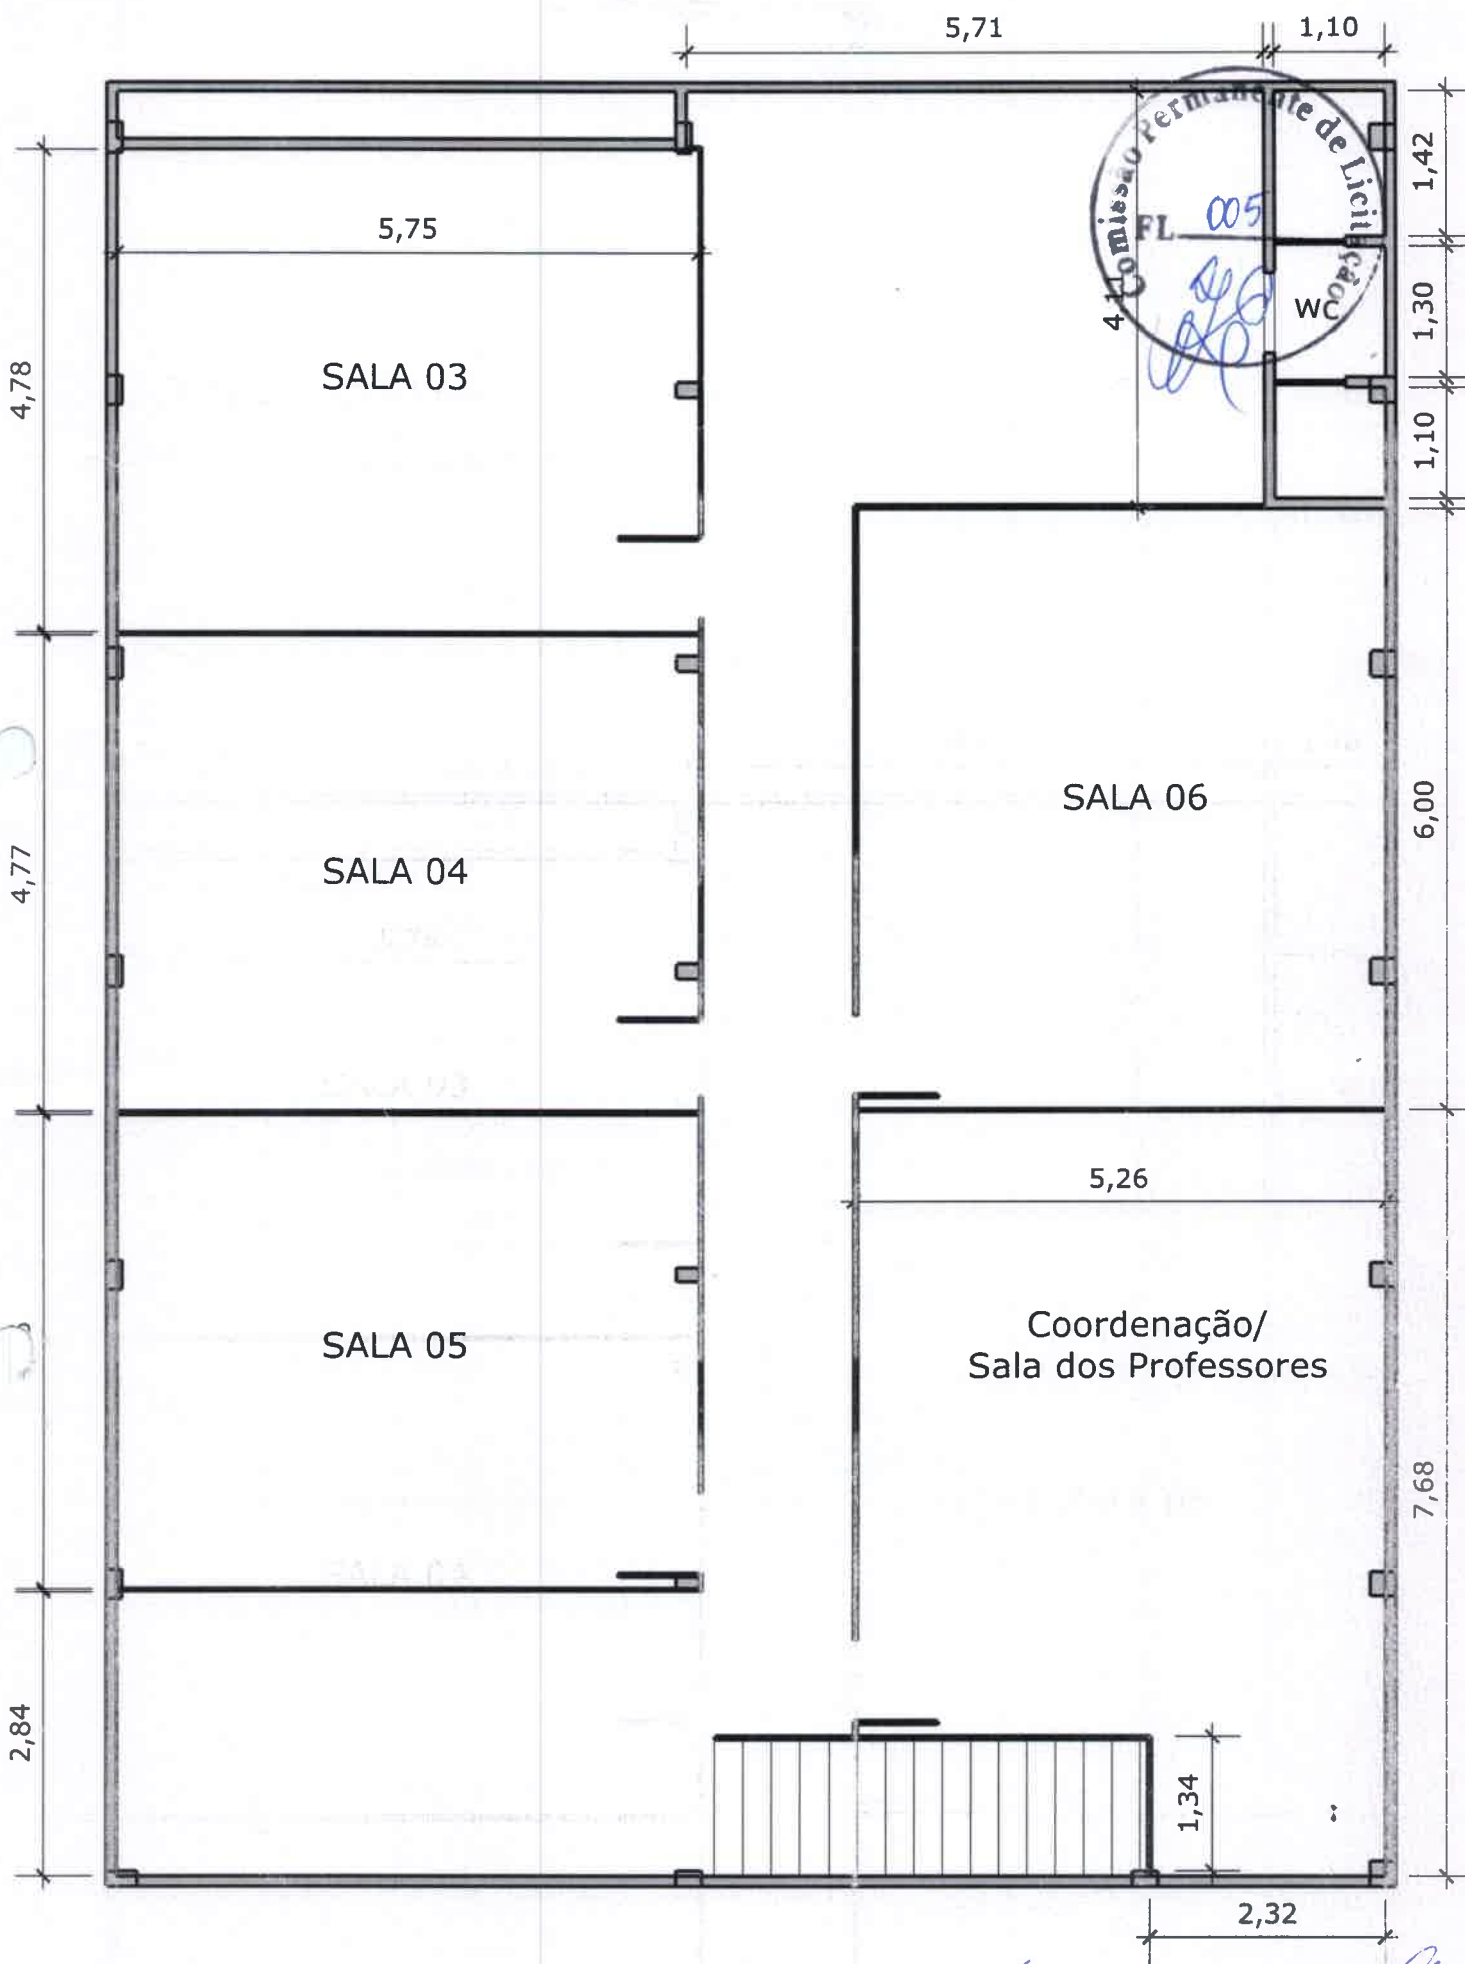 5,71
1,10
Comissão Permanente de Licitação
FL 005
1,42
5,75
WC
1,30
4,78
SALA 03
1,10
SALA 06
6,00
4,77
SALA 04
5,26
Coordenação/
Sala dos Professores
SALA 05
7,68
2,84
1,34
2,32